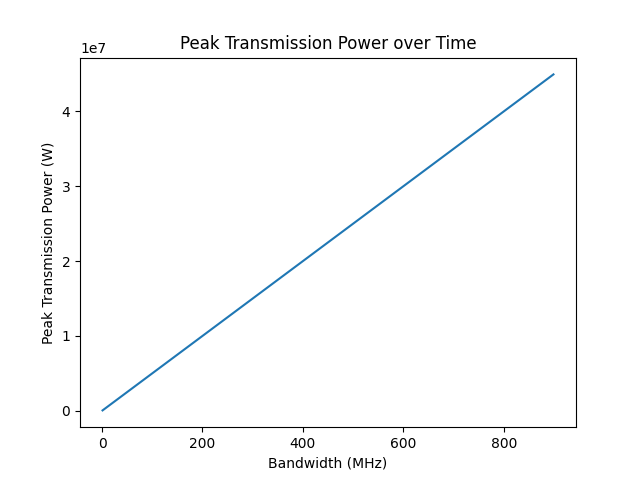 Peak Transmission Power over Time
1e7
Peak Transmission Power (W)
4
3
2
1
0
0 200 400 600 800
Bandwidth (MHz)